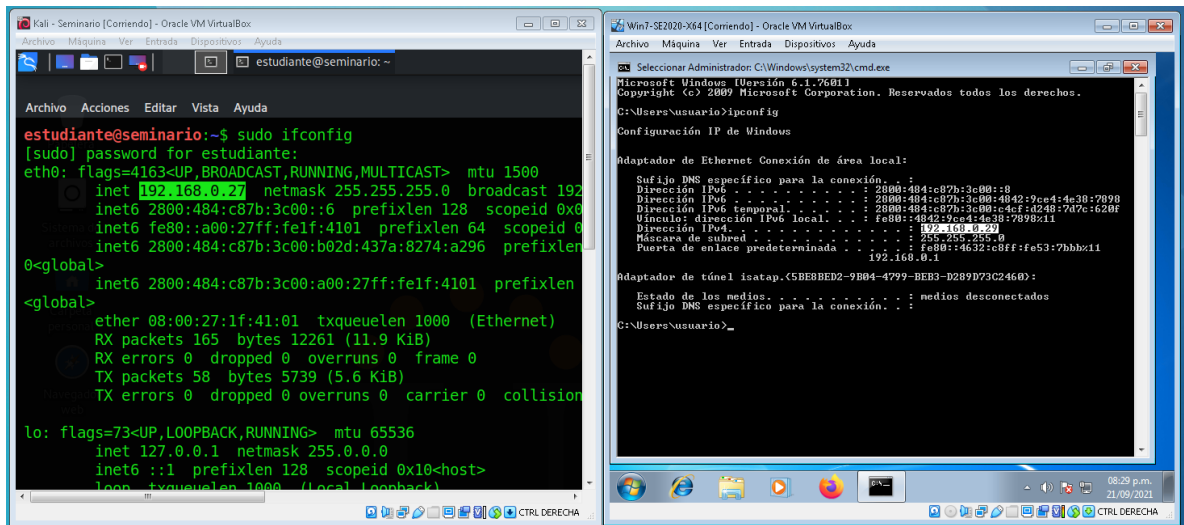 Kali - Seminario [Corriendo] - Oracle VM VirtualBox
Archivo Máquina Ver Entrada Dispositivos Ayuda
estudiante@seminario: ~
Archivo Acciones Editar Vista Ayuda
estudiante@seminario:~$ sudo ifconfig
[sudo] password for estudiante:
eth0: flags=4163<UP,BROADCAST,RUNNING,MULTICAST> mtu 1500
inet 192.168.0.27 netmask 255.255.255.0 broadcast 192
inet6 2800:484:c87b:3c00::6 prefixlen 128 scopeid 0x0
inet6 fe80::a00:27ff:fe1f:4101 prefixlen 64 scopeid 0
inet6 2800:484:c87b:3c00:b02d:437a:8274:a296 prefixlen
0<global>
inet6 2800:484:c87b:3c00:a00:27ff:fe1f:4101 prefixlen
<global>
ether 08:00:27:1f:41:01 txqueuelen 1000 (Ethernet)
RX packets 165 bytes 12261 (11.9 KiB)
RX errors 0 dropped 0 overruns 0 frame 0
TX packets 58 bytes 5739 (5.6 KiB)
TX errors 0 dropped 0 overruns 0 carrier 0 collision
lo: flags=73<UP,LOOPBACK,RUNNING> mtu 65536
inet 127.0.0.1 netmask 255.0.0.0
inet6 ::1 prefixlen 128 scopeid 0x10<host>
loop txqueuelen 1000 (Local Loopback)
CTRL DERECHA
Win7-SE2020-X64 [Corriendo] - Oracle VM VirtualBox
Archivo Máquina Ver Entrada Dispositivos Ayuda
Seleccionar Administrador: C:\Windows\system32\cmd.exe
Microsoft Windows [Versión 6.1.7601]
Copyright (c) 2009 Microsoft Corporation. Reservados todos los derechos.
C:\Users\usuario>ipconfig
Configuración IP de Windows
Adaptador de Ethernet Conexión de área local:
Sufijo DNS específico para la conexión. . :
Dirección IPv6 . . . . . . . . . . : 2800:484:c87b:3c00::8
Dirección IPv6 . . . . . . . . . . : 2800:484:c87b:3c00:4842:9ce4:4e38:7898
Dirección IPv6 temporal. . . . . . : 2800:484:c87b:3c00:c4cf:d248:7d7c:620f
Vínculo: dirección IPv6 local. . . : fe80::4842:9ce4:4e38:7898%11
Dirección IPv4. . . . . . . . . . . . . . : 192.168.0.29
Máscara de subred . . . . . . . . . . . . : 255.255.255.0
Puerta de enlace predeterminada . . . . . : fe80::4632:c8ff:fe53:7bbb%11
192.168.0.1
Adaptador de túnel isatap.{5BE8BED2-9B04-4799-BEB3-D289D73C2460}:
Estado de los medios. . . . . . . . . . . : medios desconectados
Sufijo DNS específico para la conexión. . :
C:\Users\usuario>_
08:29 p.m.
21/09/2021
CTRL DERECHA